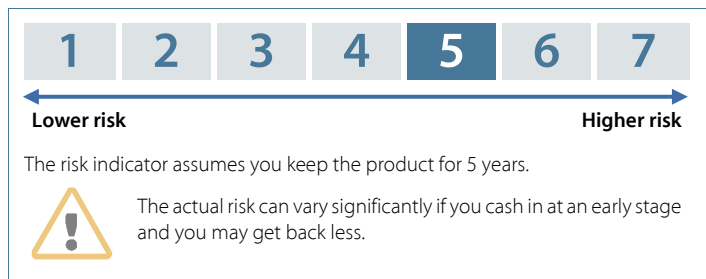 1 2 3 4 5 6 7
Lower risk Higher risk
The risk indicator assumes you keep the product for 5 years.
The actual risk can vary significantly if you cash in at an early stage
and you may get back less.